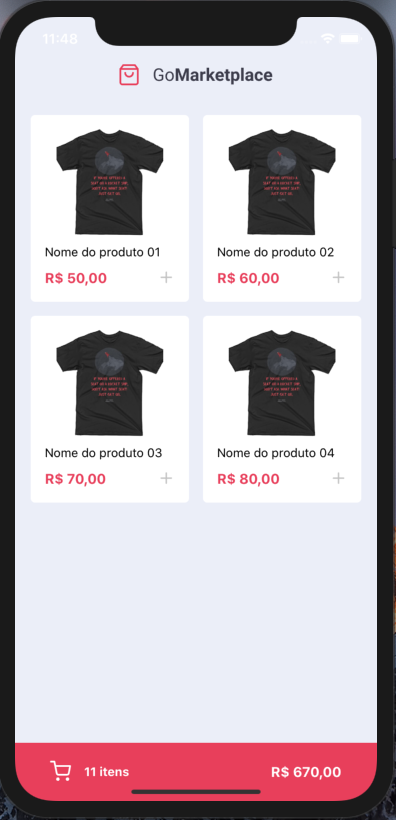 11:48
GoMarketplace
Nome do produto 01
Nome do produto 02
R$ 50,00
R$ 60,00
Nome do produto 03
Nome do produto 04
R$ 70,00
R$ 80,00
11 itens
R$ 670,00